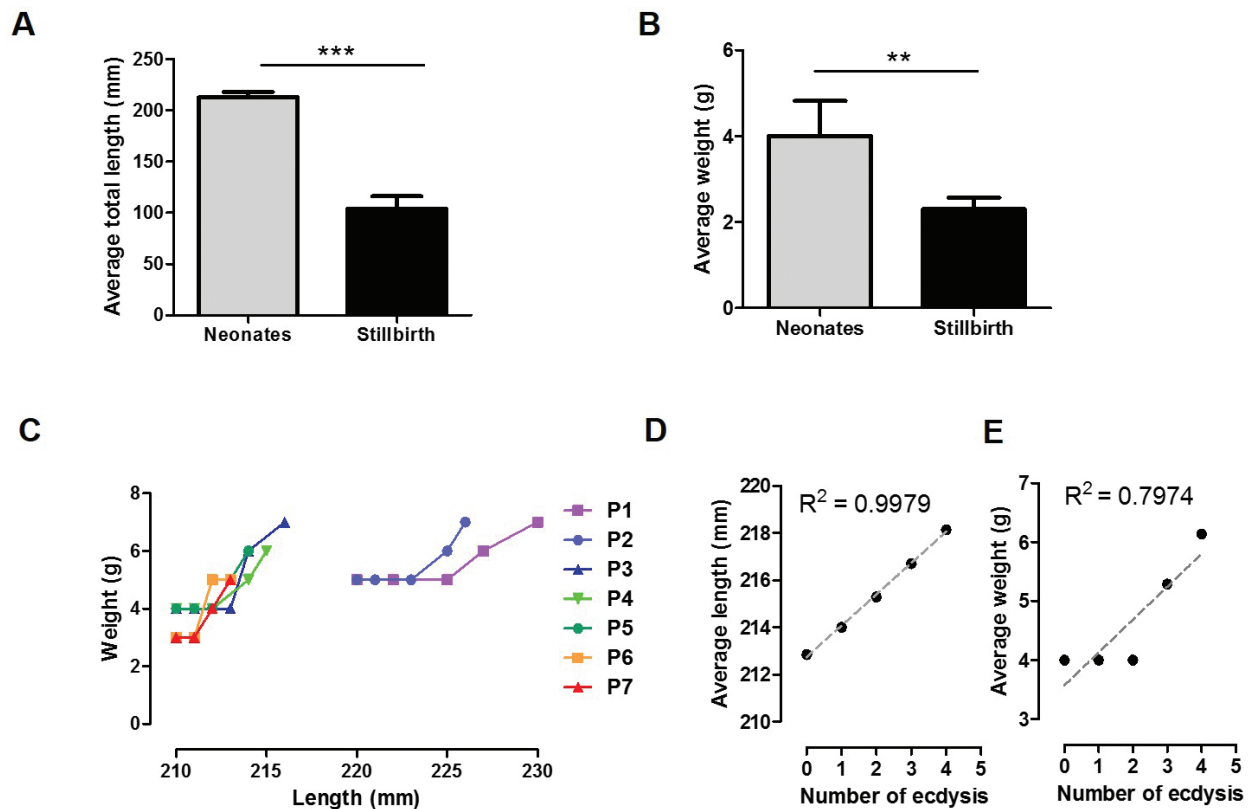 A
Average total length (mm)
250
200
150
100
50
0
***
Neonates
Stillbirth
B
Average weight (g)
6
4
2
0
**
Neonates
Stillbirth
C
Weight (g)
8
6
4
2
0
210
215
220
225
230
Length (mm)
P1
P2
P3
P4
P5
P6
P7
D
Average length (mm)
220
218
216
214
212
210
R2 = 0.9979
0 1 2 3 4 5
Number of ecdysis
E
Average weight (g)
7
6
5
4
3
R2 = 0.7974
0 1 2 3 4 5
Number of ecdysis